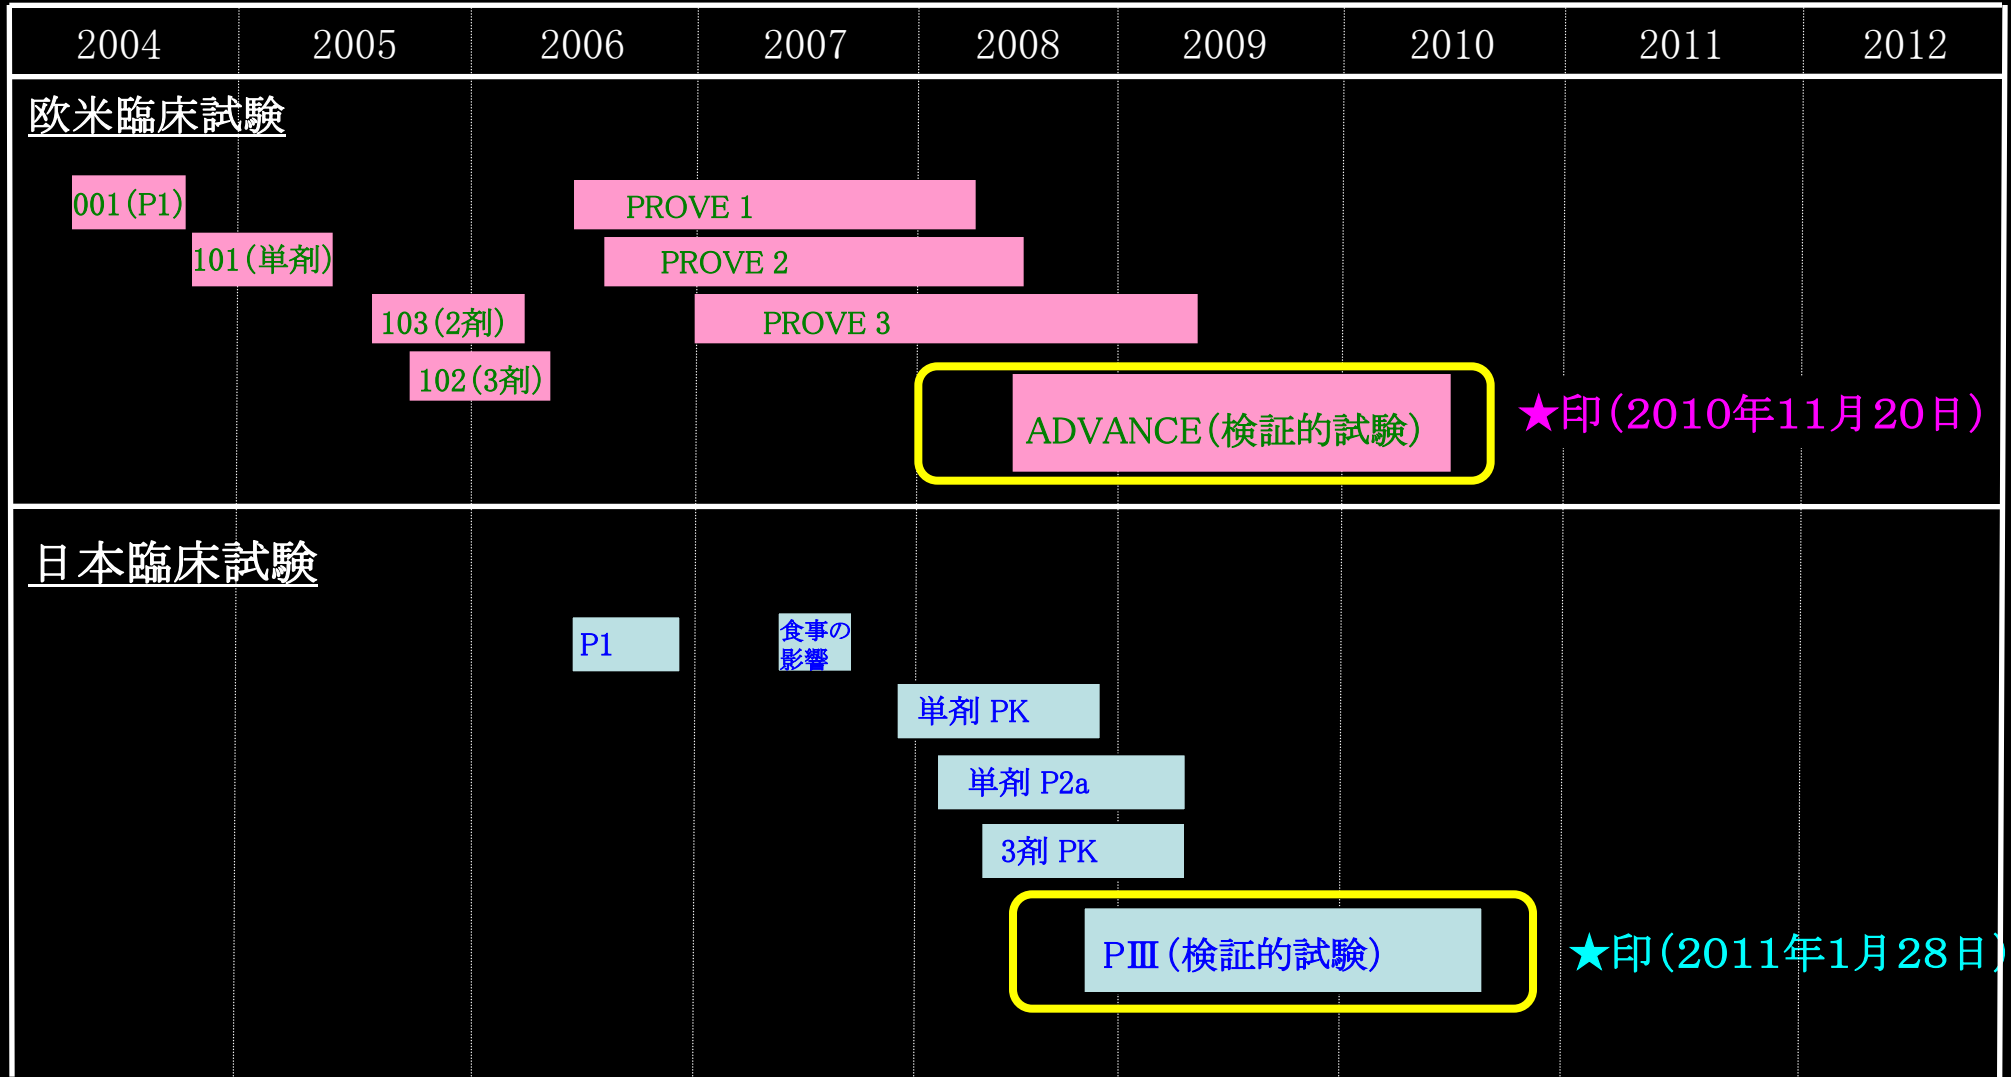 2004 2005 2006 2007 2008 2009 2010 2011 2012
欧米臨床試験
001(P1)
PROVE 1
101(単剤)
PROVE 2
103(2剤)
PROVE 3
102(3剤)
ADVANCE(検証的試験)
★印(2010年11月20日)
日本臨床試験
P1
食事の
影響
単剤 PK
単剤 P2a
3剤 PK
PⅢ(検証的試験)
★印(2011年1月28日)